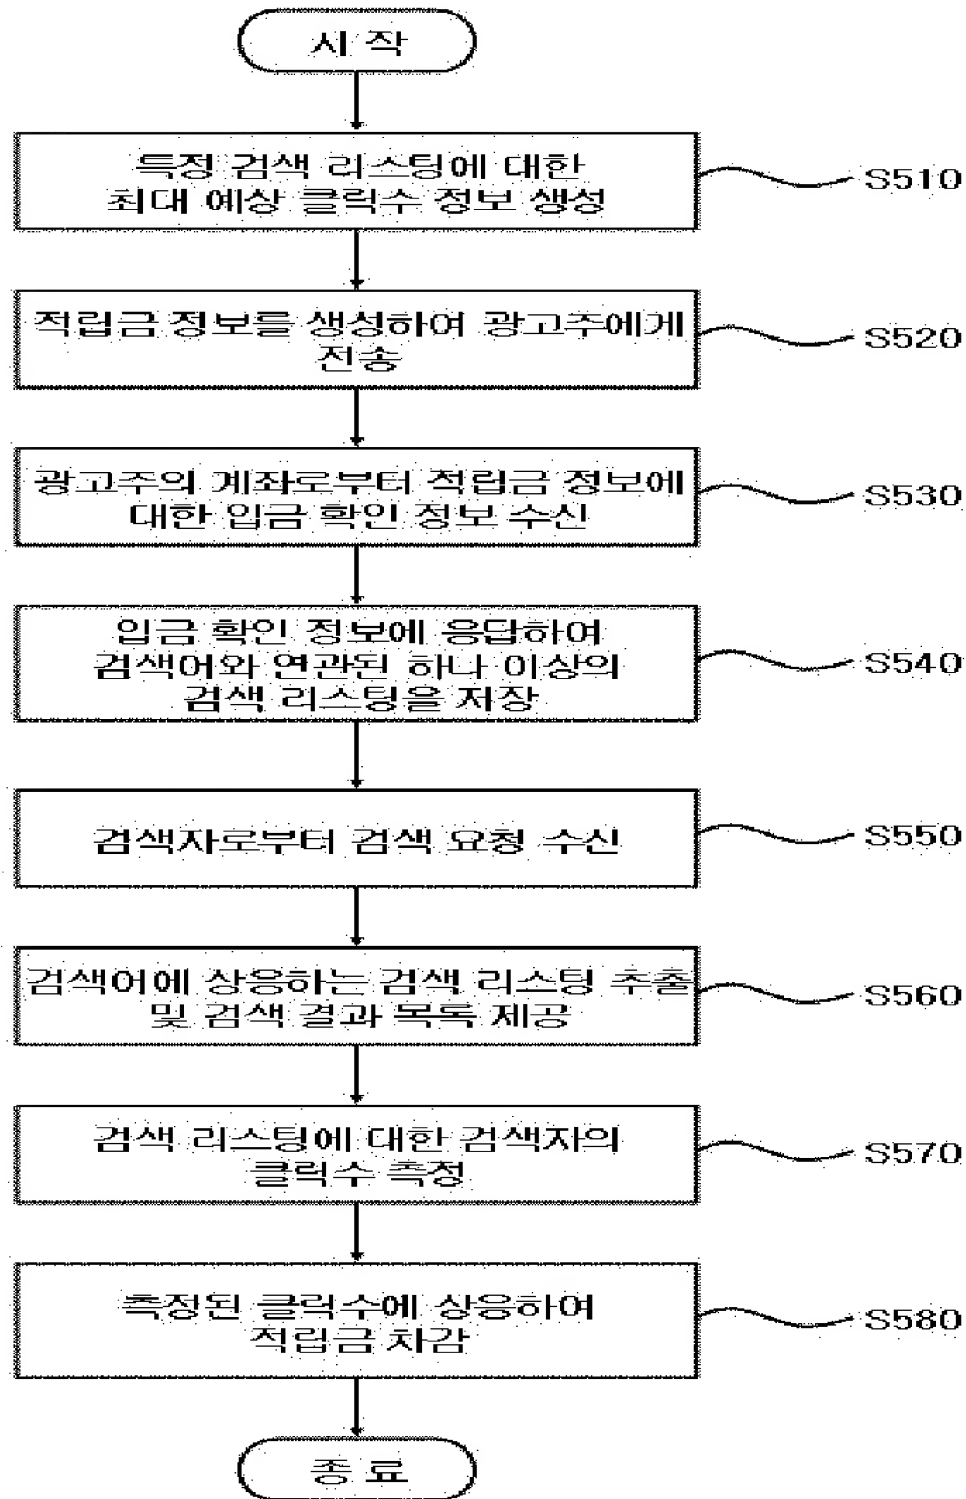 시 작
특정 검색 리스팅에 대한
최대 예상 클릭수 정보 생성
S510
적립금 정보를 생성하여 광고주에게
전송
S520
광고주의 계좌로부터 적립금 정보에
대한 입금 확인 정보 수신
S530
입금 확인 정보에 응답하여
검색어와 연관된 하나 이상의
검색 리스팅을 저장
S540
검색자로부터 검색 요청 수신
S550
검색어에 상응하는 검색 리스팅 추출
및 검색 결과 목록 제공
S560
검색 리스팅에 대한 검색자의
클릭수 측정
S570
측정된 클릭수에 상응하여
적립금 차감
S580
종 료